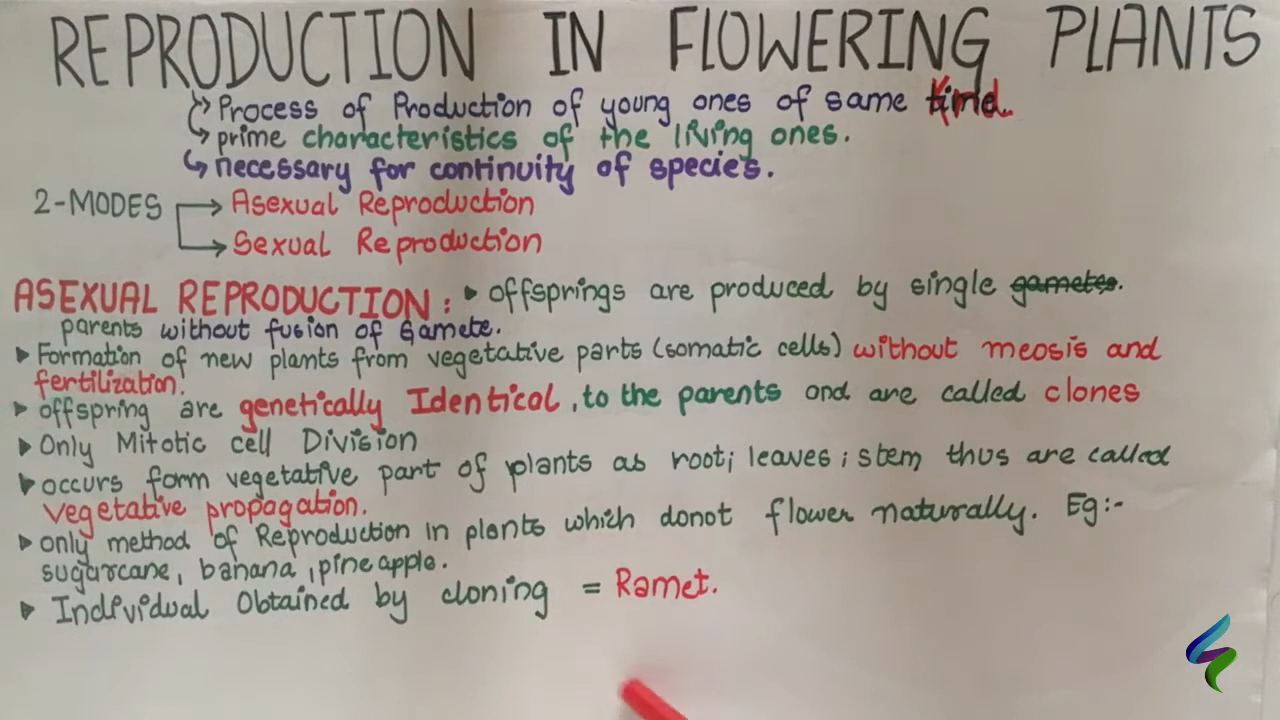 REPRODUCTION IN FLOWERING PLANTS
Process of Production of young ones of same
prime characteristics of the living ones.
necessary for continuity of species.
2-MODES Asexual Reproduction
Sexual Reproduction
ASEXUAL REPRODUCTION: offsprings are produced by single gametes.
parents without fusion of Gamete.
Formation of new plants from vegetative parts (somatic cells) without meosis and
fertilization.
offspring are genetically Identical, to the parents and are called clones
Only Mitotic cell Division
occurs form vegetative part of plants as root; leaves; stem thus are called
vegetative propagation.
only method of Reproduction in plants which donot flower naturally. Eg:-
sugarcane, banana, pineapple.
Individual Obtained by cloning = Ramet.